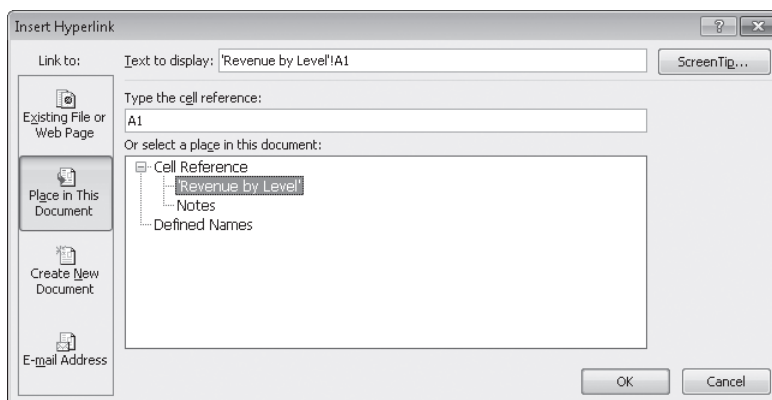 Insert Hyperlink
Link to:
Text to display: 'Revenue by Level'!A1
ScreenTip...
Existing File or
Web Page
Place in This
Document
Create New
Document
E-mail Address
Type the cell reference:
A1
Or select a place in this document:
Cell Reference
'Revenue by Level'
Notes
Defined Names
OK
Cancel